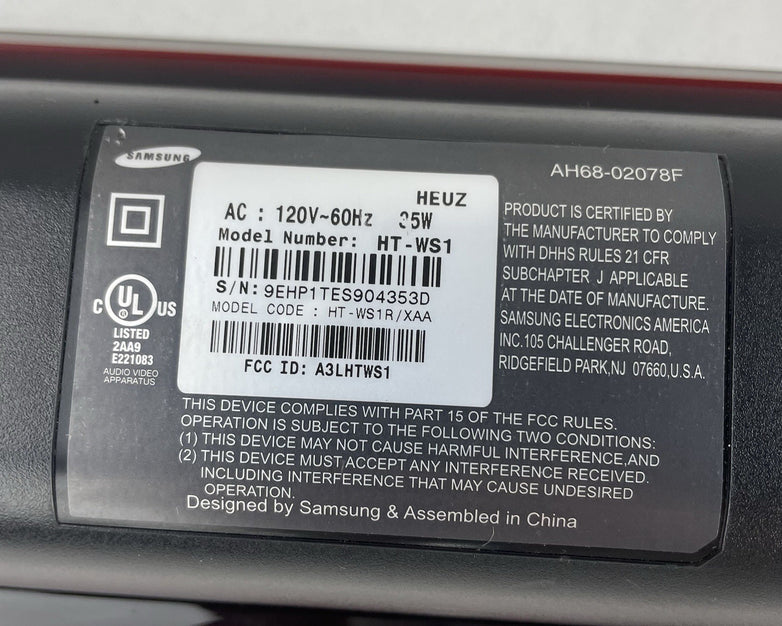 SAMSUNG
AH68-02078F
HEUZ
AC : 120V~60Hz 35W
Model Number: HT-WS1
S/N: 9EHP1TES904353D
MODEL CODE : HT-WS1R/XAA
FCC ID: A3LHTWS1
C UL US
LISTED
2AA9
E221083
AUDIO VIDEO
APPARATUS
PRODUCT IS CERTIFIED BY
THE MANUFACTURER TO COMPLY
WITH DHHS RULES 21 CFR
SUBCHAPTER J APPLICABLE
AT THE DATE OF MANUFACTURE.
SAMSUNG ELECTRONICS AMERICA
INC.105 CHALLENGER ROAD,
RIDGEFIELD PARK,NJ 07660,U.S.A.
THIS DEVICE COMPLIES WITH PART 15 OF THE FCC RULES.
OPERATION IS SUBJECT TO THE FOLLOWING TWO CONDITIONS:
(1) THIS DEVICE MAY NOT CAUSE HARMFUL INTERFERENCE,AND
(2) THIS DEVICE MUST ACCEPT ANY INTERFERENCE RECEIVED.
INCLUDING INTERFERENCE THAT MAY CAUSE UNDESIRED
OPERATION.
Designed by Samsung & Assembled in China